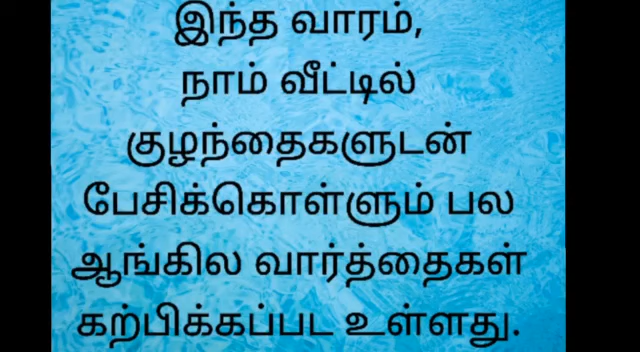 இந்த வாரம்,
நாம் வீட்டில்
குழந்தைகளுடன்
பேசிக்கொள்ளும் பல
ஆங்கில வார்த்தைகள்
கற்பிக்கப்பட உள்ளது.